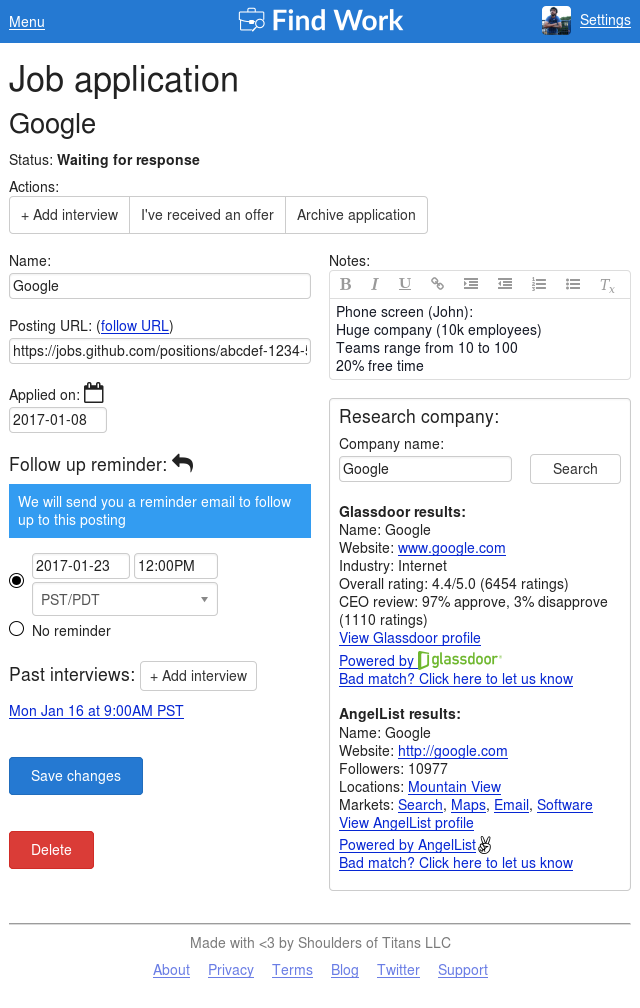 Menu
Find Work
Settings
Job application
Google
Status: Waiting for response
Actions:
+ Add interview
I've received an offer
Archive application
Name:
Google
Posting URL: (follow URL)
https://jobs.github.com/positions/abcdef-1234-5
Applied on:
2017-01-08
Follow up reminder:
We will send you a reminder email to follow
up to this posting
2017-01-23
12:00PM
PST/PDT
No reminder
Past interviews:
+ Add interview
Mon Jan 16 at 9:00AM PST
Save changes
Delete
Notes:
B I U Tx
Phone screen (John):
Huge company (10k employees)
Teams range from 10 to 100
20% free time
Research company:
Company name:
Google
Search
Glassdoor results:
Name: Google
Website: www.google.com
Industry: Internet
Overall rating: 4.4/5.0 (6454 ratings)
CEO review: 97% approve, 3% disapprove
(1110 ratings)
View Glassdoor profile
Powered by glassdoor
Bad match? Click here to let us know
AngelList results:
Name: Google
Website: http://google.com
Followers: 10977
Locations: Mountain View
Markets: Search, Maps, Email, Software
View AngelList profile
Powered by AngelList
Bad match? Click here to let us know
Made with <3 by Shoulders of Titans LLC
About Privacy Terms Blog Twitter Support